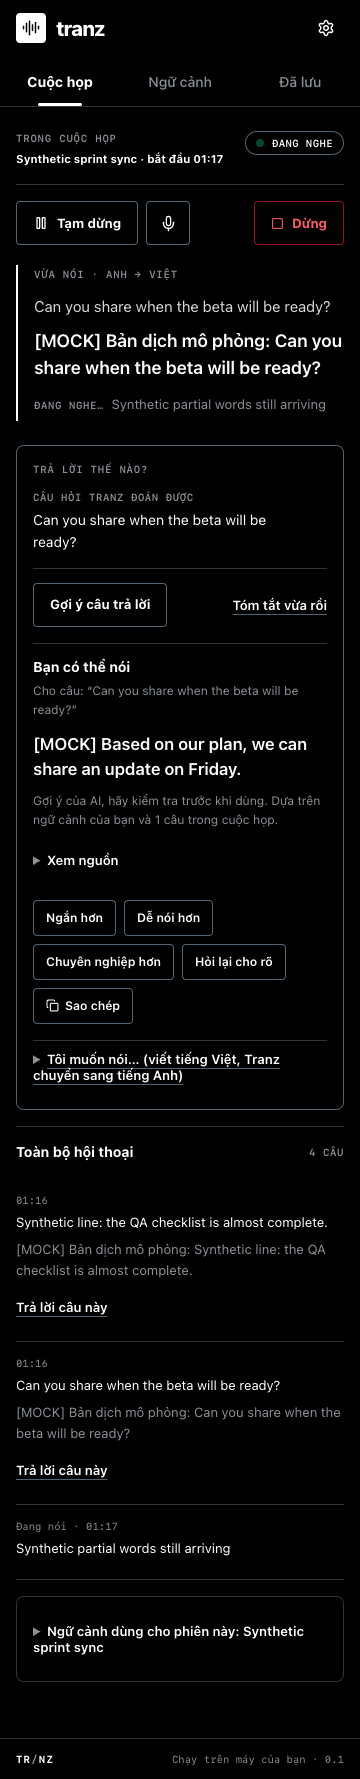 tranz
Cuộc họp
Ngữ cảnh
Đã lưu
TRONG CUỘC HỌP
Synthetic sprint sync · bắt đầu 01:17
ĐANG NGHE
Tạm dừng
Dừng
VỪA NÓI · ANH → VIỆT
Can you share when the beta will be ready?
[MOCK] Bản dịch mô phỏng: Can you
share when the beta will be ready?
ĐANG NGHE… Synthetic partial words still arriving
TRẢ LỜI THẾ NÀO?
CÂU HỎI TRANZ ĐOÁN ĐƯỢC
Can you share when the beta will be
ready?
Gợi ý câu trả lời
Tóm tắt vừa rồi
Bạn có thể nói
Cho câu: “Can you share when the beta will be
ready?”
[MOCK] Based on our plan, we can
share an update on Friday.
Gợi ý của AI, hãy kiểm tra trước khi dùng. Dựa trên
ngữ cảnh của bạn và 1 câu trong cuộc họp.
Xem nguồn
Ngắn hơn
Dễ nói hơn
Chuyên nghiệp hơn
Hỏi lại cho rõ
Sao chép
Tôi muốn nói... (viết tiếng Việt, Tranz
chuyển sang tiếng Anh)
Toàn bộ hội thoại
4 CÂU
01:16
Synthetic line: the QA checklist is almost complete.
[MOCK] Bản dịch mô phỏng: Synthetic line: the QA
checklist is almost complete.
Trả lời câu này
01:16
Can you share when the beta will be ready?
[MOCK] Bản dịch mô phỏng: Can you share when the
beta will be ready?
Trả lời câu này
Đang nói · 01:17
Synthetic partial words still arriving
Ngữ cảnh dùng cho phiên này: Synthetic
sprint sync
TR/NZ
Chạy trên máy của bạn · 0.1